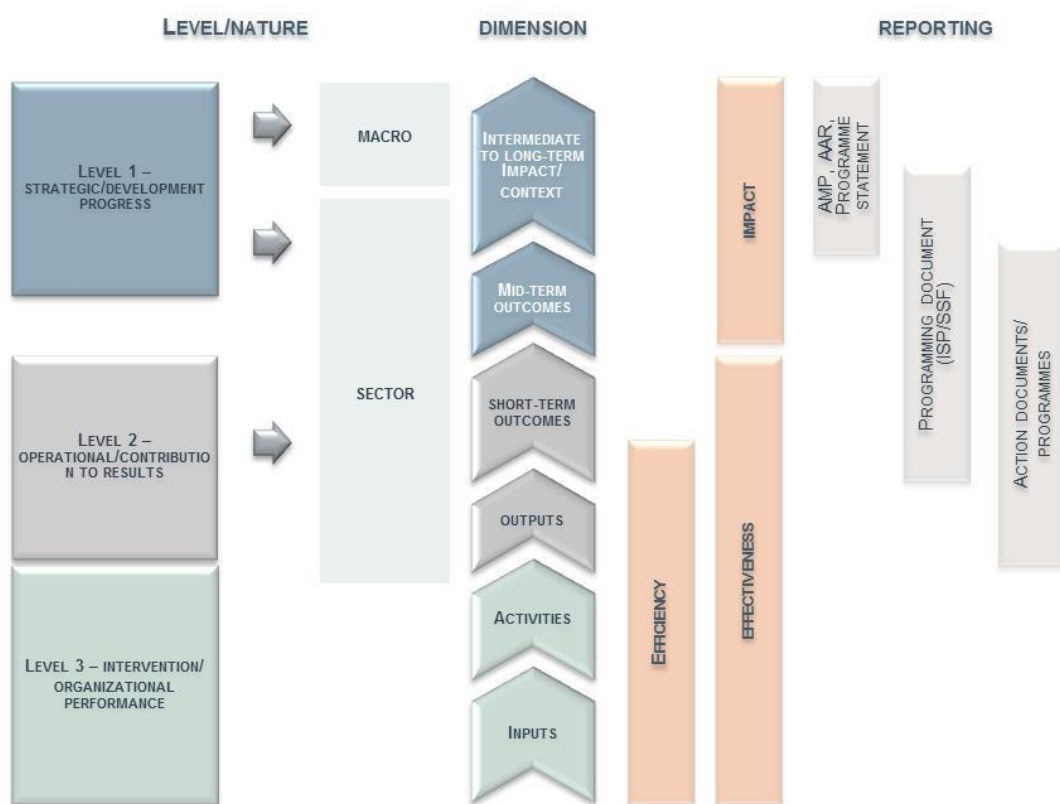 LEVEL/NATURE
DIMENSION
REPORTING
LEVEL 1 –
STRATEGIC/DEVELOPMENT
PROGRESS
LEVEL 2 –
OPERATIONAL/CONTRIBUTIO
N TO RESULTS
LEVEL 3 – INTERVENTION/
ORGANIZATIONAL
PERFORMANCE
MACRO
SECTOR
INTERMEDIATE
TO LONG-TERM
IMPACT/
CONTEXT
MID-TERM
OUTCOMES
SHORT-TERM
OUTCOMES
OUTPUTS
ACTIVITIES
INPUTS
EFFICIENCY
IMPACT
EFFECTIVENESS
AMP, AAR,
PROGRAMME
STATEMENT
PROGRAMMING DOCUMENT
(ISP/SSF)
ACTION DOCUMENTS/
PROGRAMMES